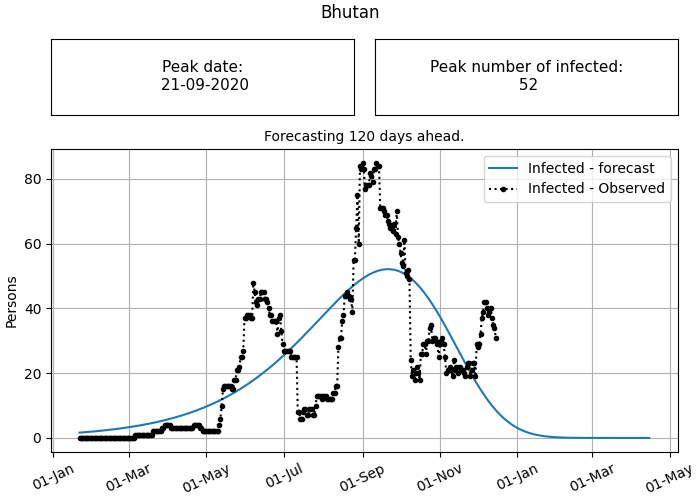 Bhutan
Peak date:
21-09-2020
Peak number of infected:
52
Forecasting 120 days ahead.
Infected - forecast
Infected - Observed
Persons
80
60
40
20
0
01-Jan
01-Mar
01-May
01-Jul
01-Sep
01-Nov
01-Jan
01-Mar
01-May